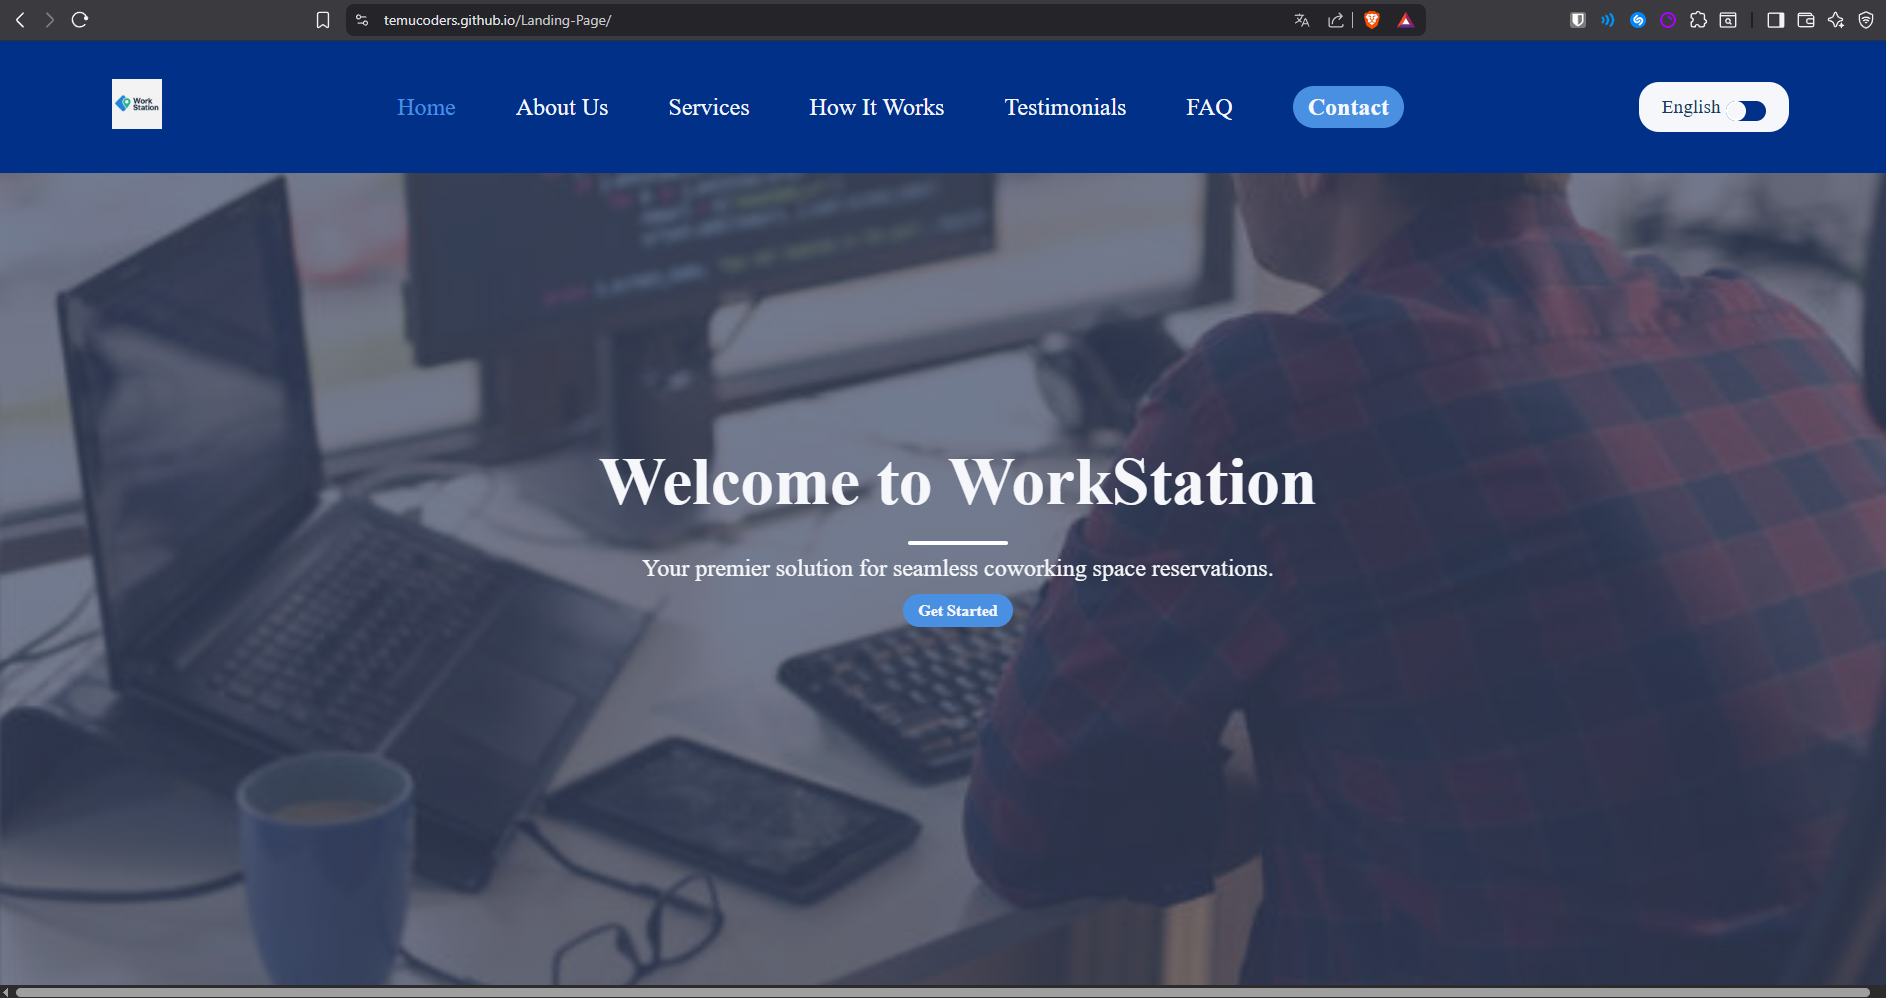 temucoders.github.io/Landing-Page/
Work
Station
Home
About Us
Services
How It Works
Testimonials
FAQ
Contact
English
Welcome to WorkStation
Your premier solution for seamless coworking space reservations.
Get Started